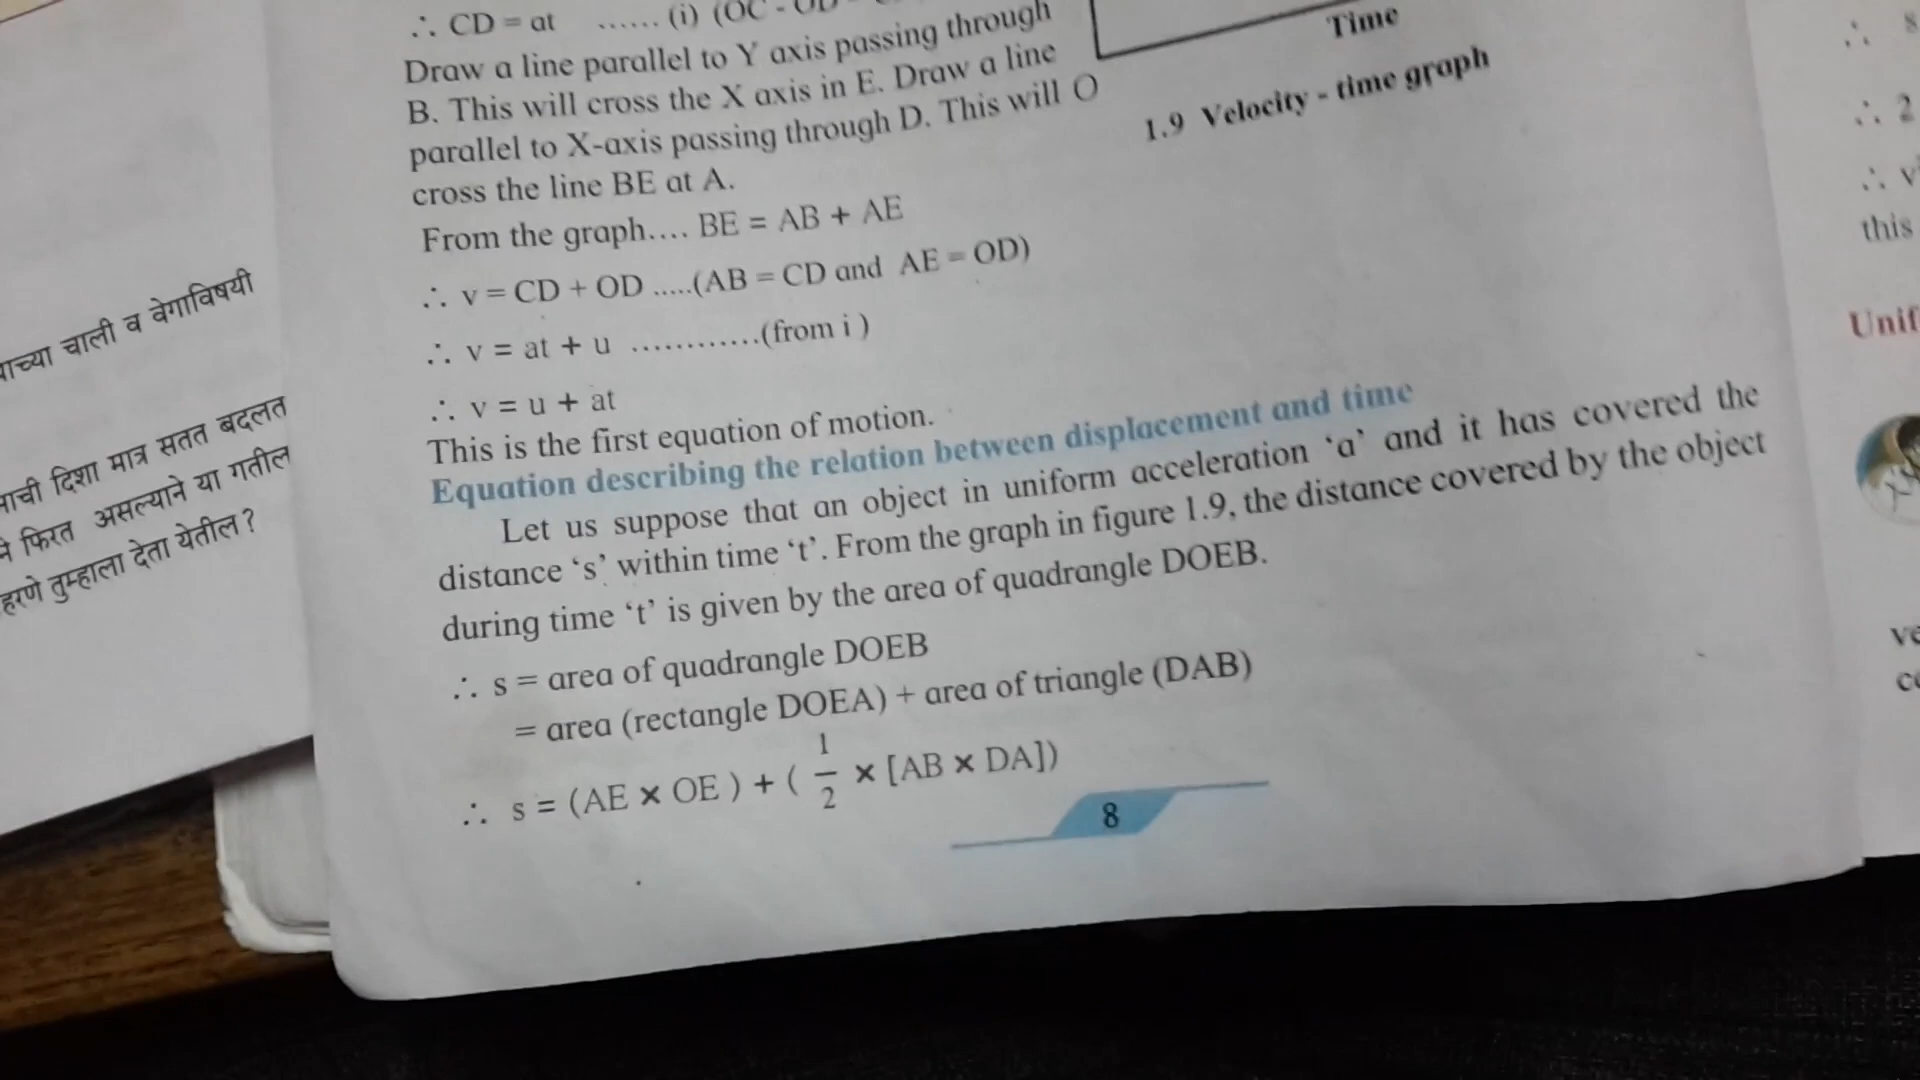 ∴ CD = at ...... (i) (OC - OD
Draw a line parallel to Y axis passing through
B. This will cross the X axis in E. Draw a line
parallel to X-axis passing through D. This will
cross the line BE at A.
From the graph.... BE = AB + AE
∴ v = CD + OD .....(AB = CD and AE = OD)
∴ v = at + u ............(from i )
∴ v = u + at
This is the first equation of motion.
Equation describing the relation between displacement and time
Let us suppose that an object in uniform acceleration ‘a’ and it has covered the
distance ‘s’ within time ‘t’. From the graph in figure 1.9, the distance covered by the object
during time ‘t’ is given by the area of quadrangle DOEB.
∴ s = area of quadrangle DOEB
= area (rectangle DOEA) + area of triangle (DAB)
∴ s = (AE × OE ) + ( 1/2 × [AB × DA])
8
O
Time
1.9 Velocity - time graph
चाली व वेगाविषयी
दिशा मात्र सतत बदलत
फिरत असल्याने या गतील
तुम्हाला देता येतील?
∴ 2
∴ v
this
Unif